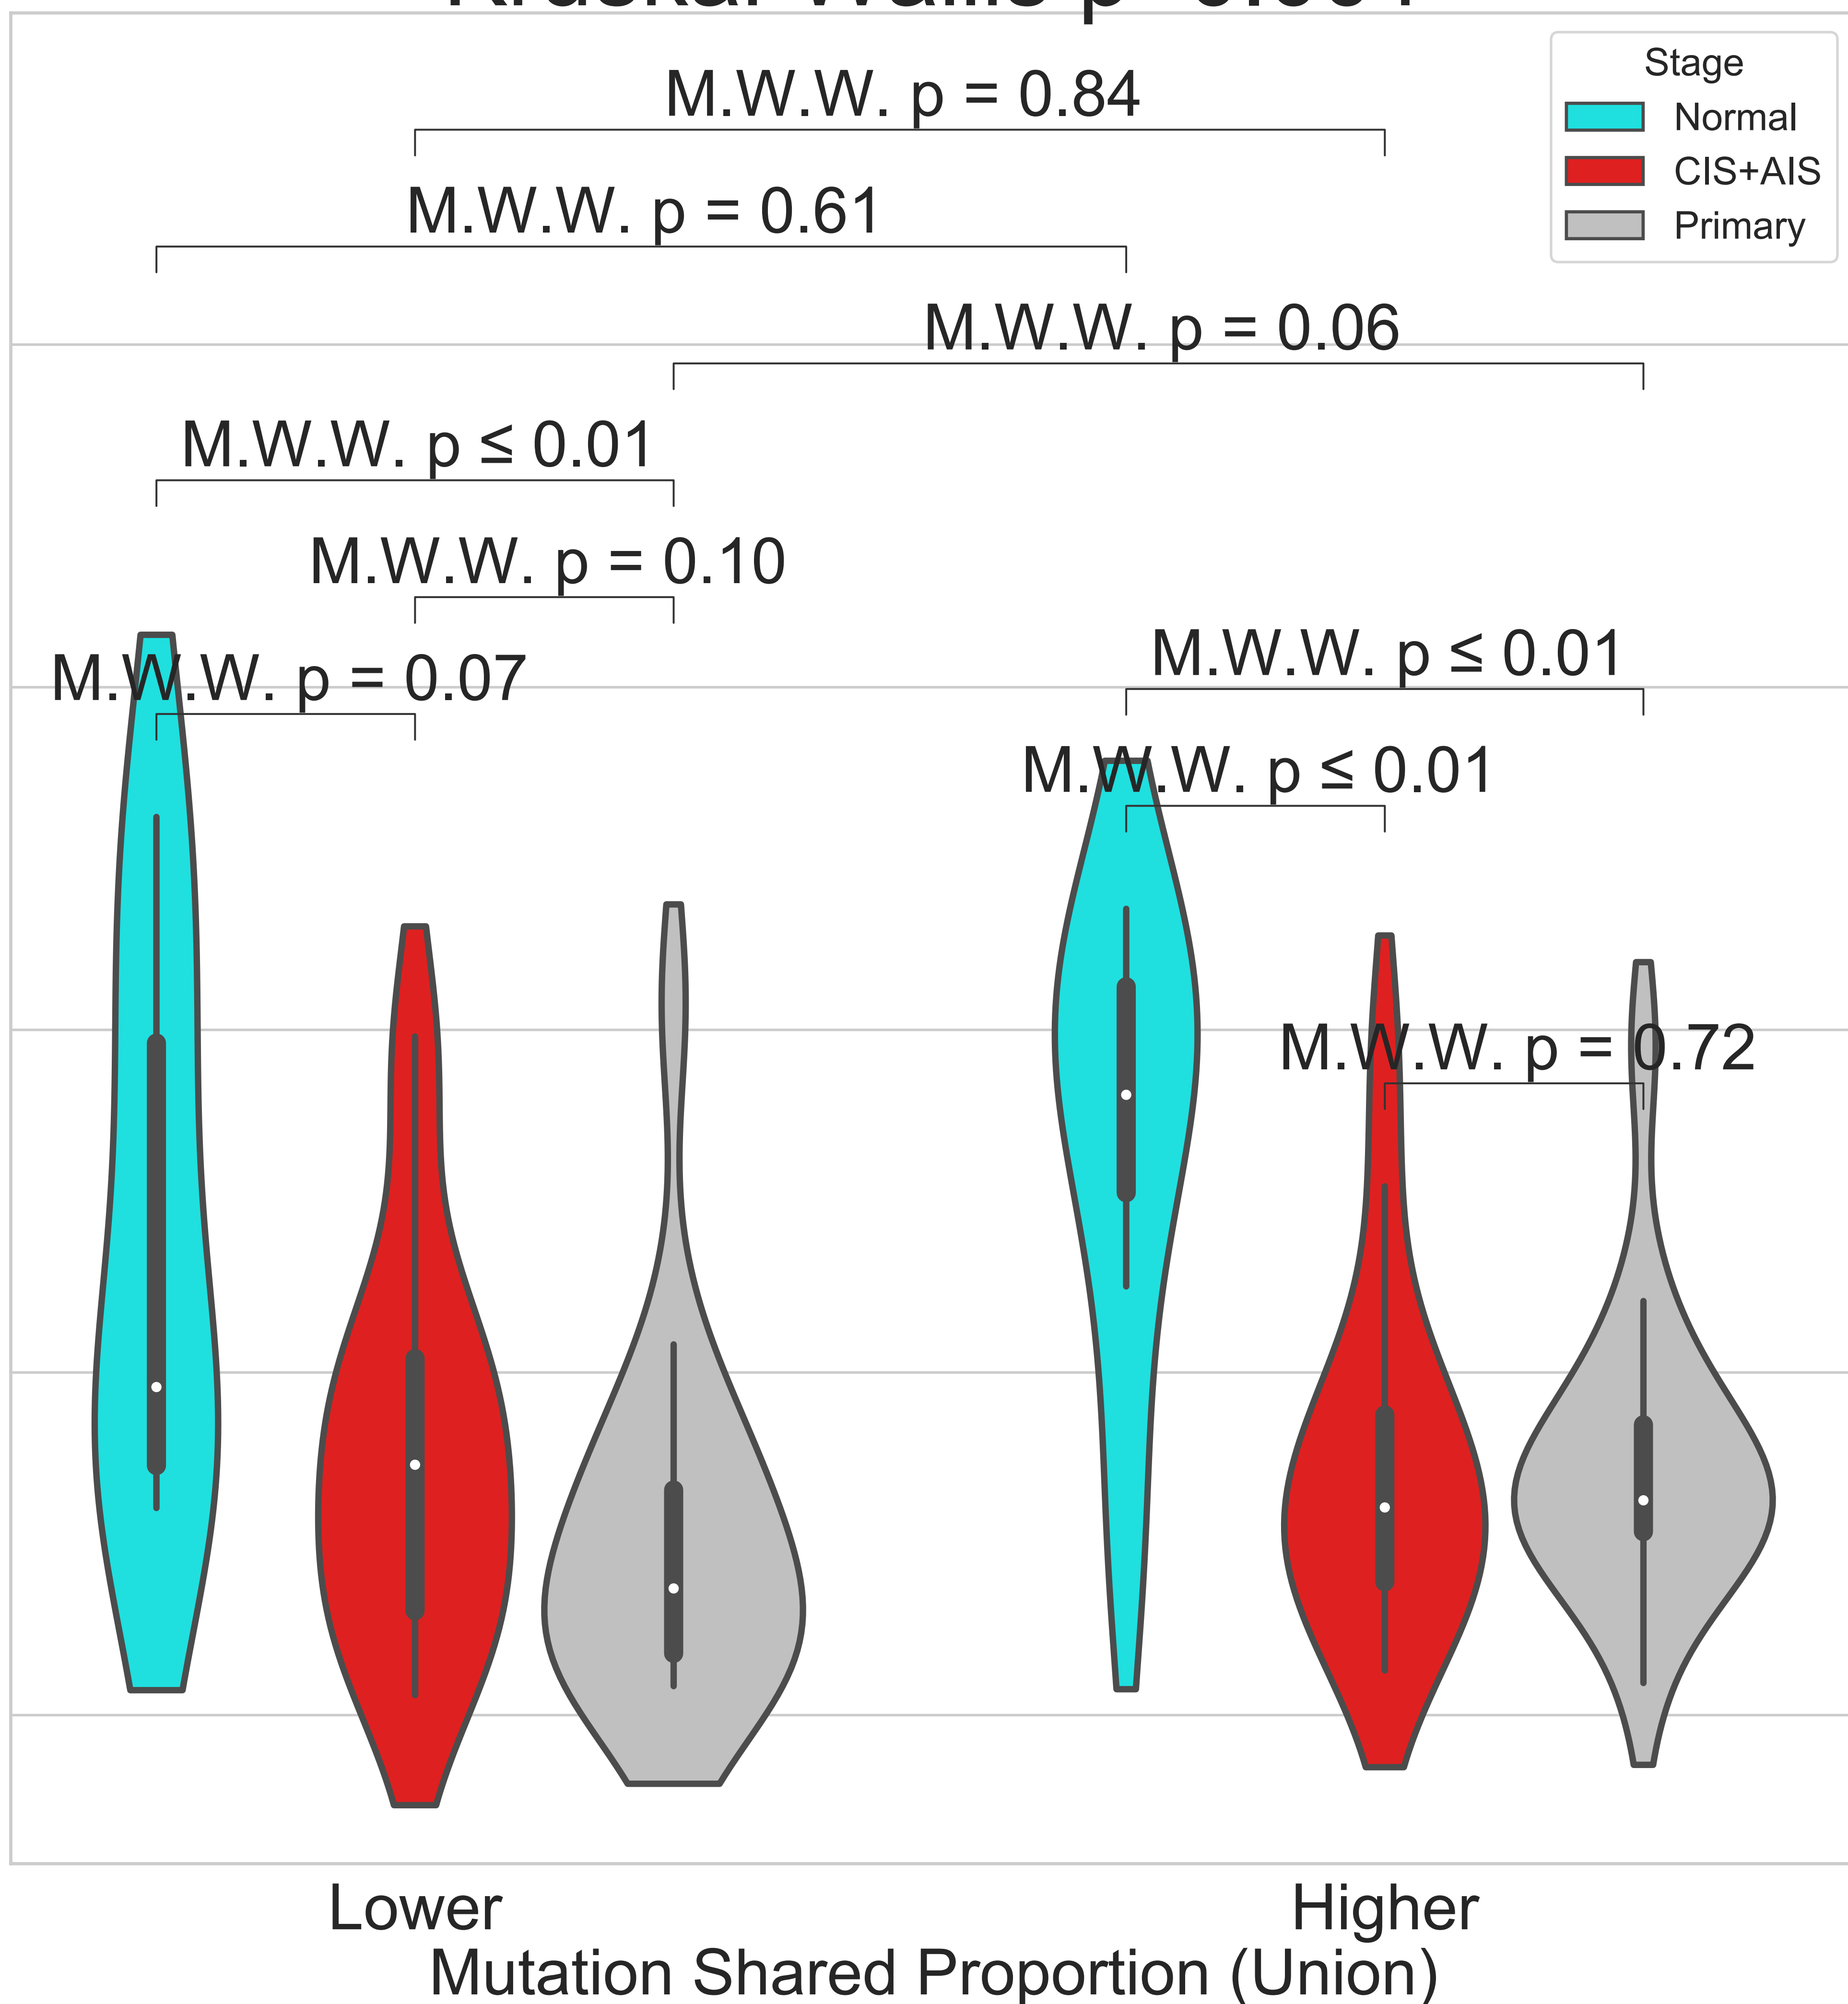 Stage
Normal
CIS+AIS
Primary
M.W.W. p = 0.84
M.W.W. p = 0.61
M.W.W. p = 0.06
M.W.W. p ≤ 0.01
M.W.W. p = 0.10
M.W.W. p = 0.07
M.W.W. p ≤ 0.01
M.W.W. p ≤ 0.01
M.W.W. p = 0.72
Lower
Higher
Mutation Shared Proportion (Union)